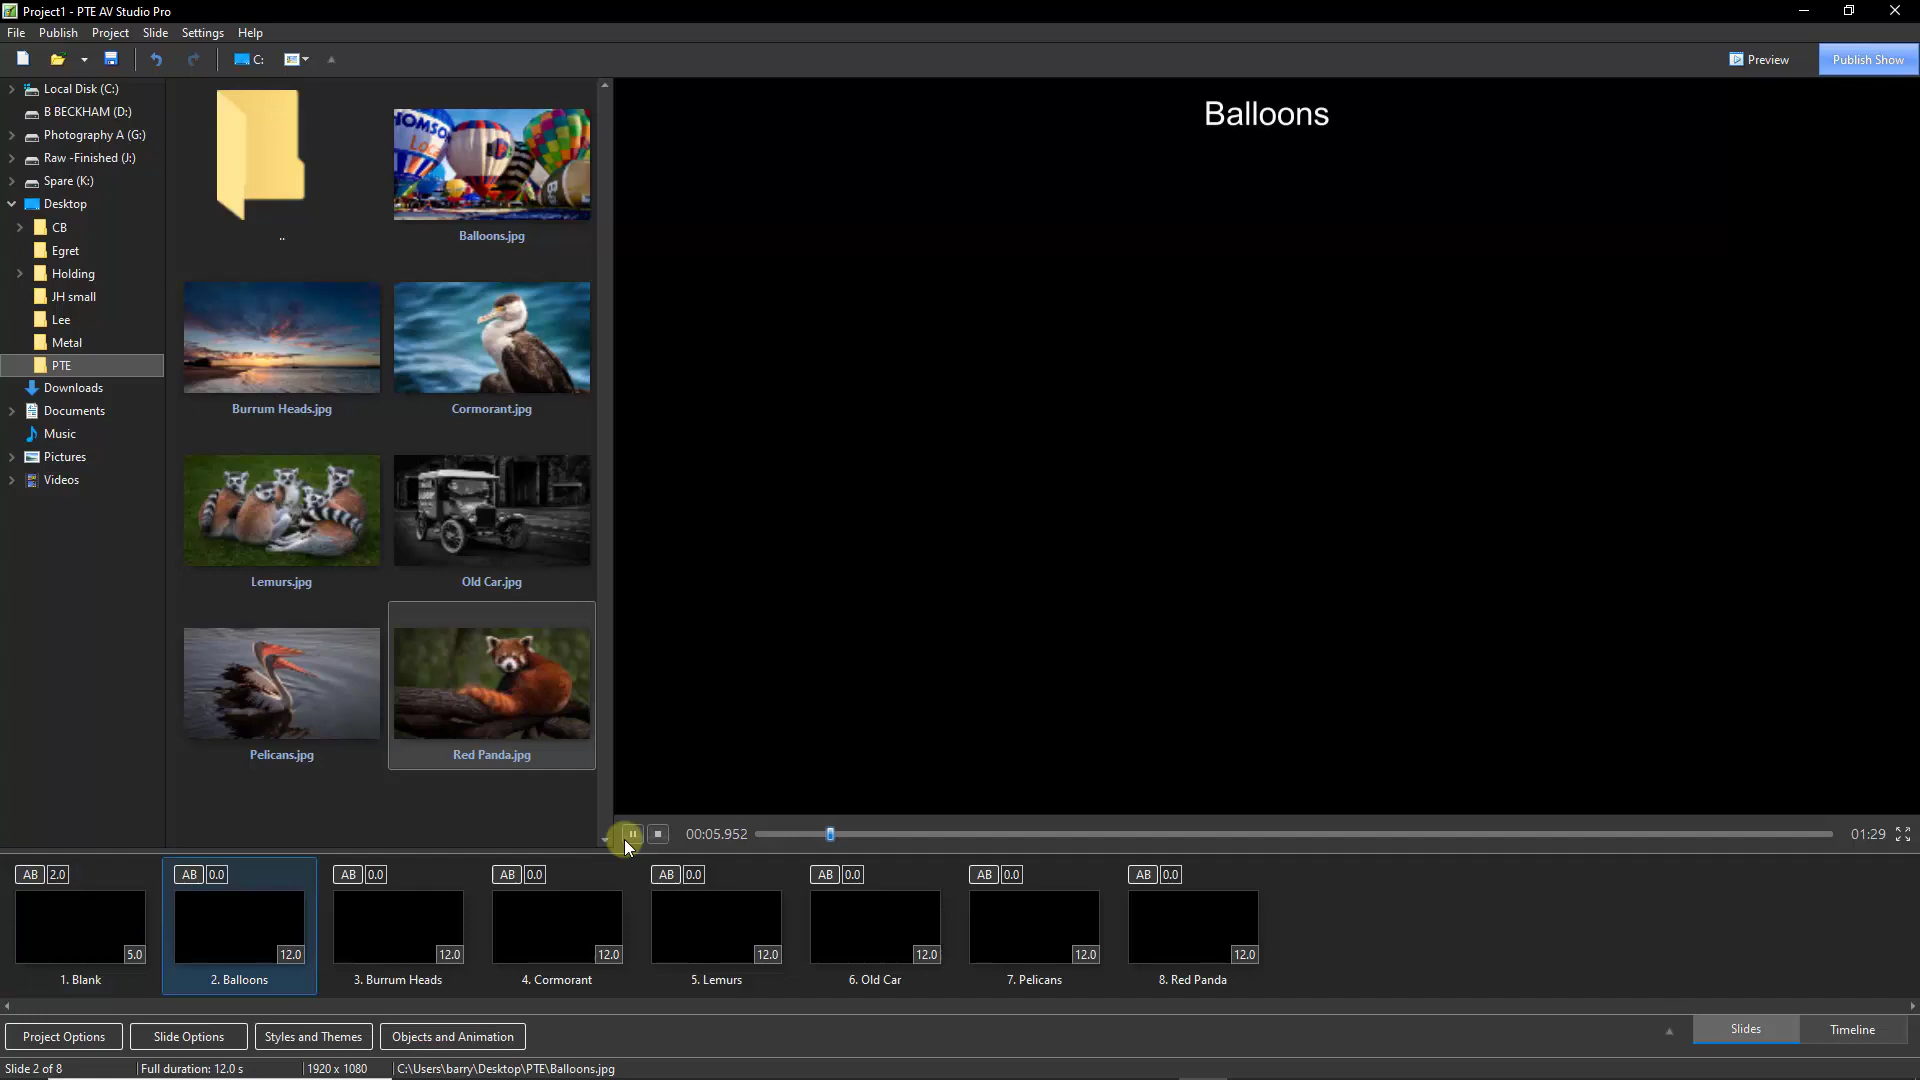 Project1 - PTE AV Studio Pro
File Publish Project Slide Settings Help
C:
Preview
Publish Show
Local Disk (C:)
B BECKHAM (D:)
Photography A (G:)
Raw -Finished (J:)
Spare (K:)
Desktop
CB
Egret
Holding
JH small
Lee
Metal
PTE
Downloads
Documents
Music
Pictures
Videos
..
THOMSO
Loca
Balloons.jpg
Burrum Heads.jpg
Cormorant.jpg
Lemurs.jpg
Old Car.jpg
Pelicans.jpg
Red Panda.jpg
Balloons
00:05.952
01:29
AB 2.0
AB 0.0
AB 0.0
AB 0.0
AB 0.0
AB 0.0
AB 0.0
AB 0.0
5.0
12.0
12.0
12.0
12.0
12.0
12.0
12.0
1. Blank
2. Balloons
3. Burrum Heads
4. Cormorant
5. Lemurs
6. Old Car
7. Pelicans
8. Red Panda
Project Options
Slide Options
Styles and Themes
Objects and Animation
Slides
Timeline
Slide 2 of 8
Full duration: 12.0 s
1920 x 1080
C:\Users\barry\Desktop\PTE\Balloons.jpg